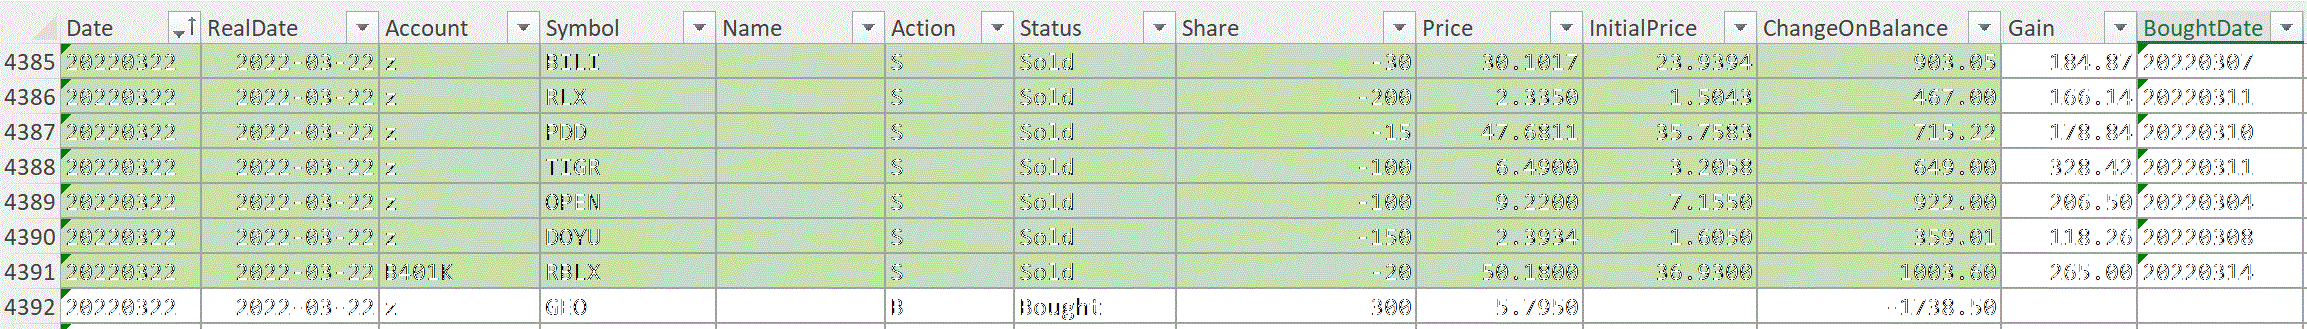 Date RealDate Account Symbol Name Action Status Share Price InitialPrice ChangeOnBalance Gain BoughtDate
4385 20220322 2022-03-22 z BILI S Sold -30 30.1017 23.9394 903.05 184.87 20220307
4386 20220322 2022-03-22 z RLX S Sold -200 2.3350 1.5043 467.00 166.14 20220311
4387 20220322 2022-03-22 z PDD S Sold -15 47.6811 35.7583 715.22 178.84 20220310
4388 20220322 2022-03-22 z TIGR S Sold -100 6.4900 3.2058 649.00 328.42 20220311
4389 20220322 2022-03-22 z OPEN S Sold -100 9.2200 7.1550 922.00 206.50 20220304
4390 20220322 2022-03-22 z DOYU S Sold -150 2.3934 1.6050 359.01 118.26 20220308
4391 20220322 2022-03-22 B401K RBLX S Sold -20 50.1800 36.9300 1003.60 265.00 20220314
4392 20220322 2022-03-22 z GEO B Bought 300 5.7950 -1738.50